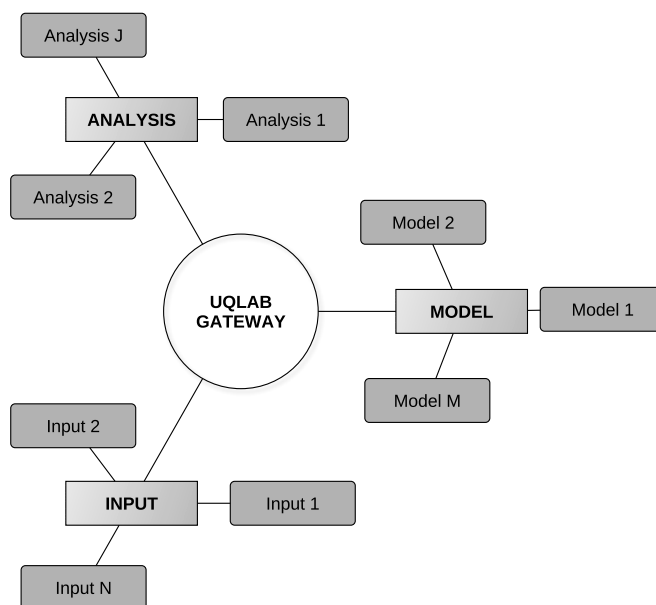 Analysis J
ANALYSIS
Analysis 1
Analysis 2
Model 2
UQLAB
GATEWAY
MODEL
Model 1
Model M
Input 2
INPUT
Input 1
Input N